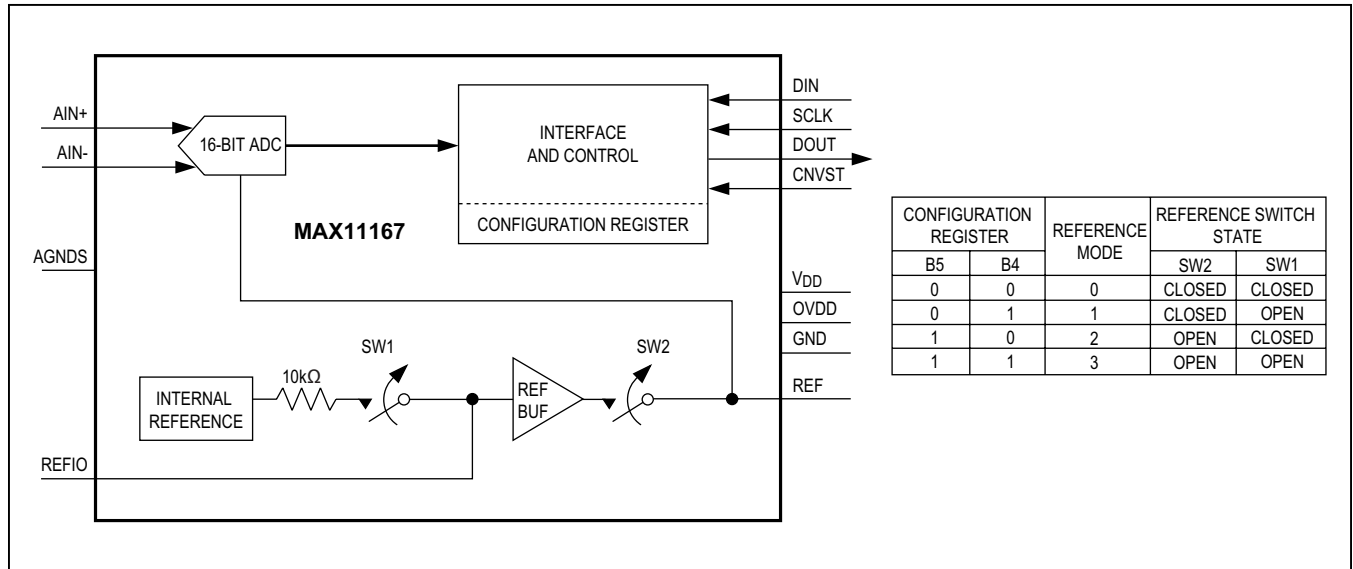 AIN+
AIN-
16-BIT ADC
INTERFACE
AND CONTROL
CONFIGURATION REGISTER
MAX11167
DIN
SCLK
DOUT
CNVST
AGNDS
VDD
OVDD
GND
REF
SW1
SW2
10kΩ
INTERNAL
REFERENCE
REF
BUF
REFIO
CONFIGURATION
REGISTER
REFERENCE
MODE
REFERENCE SWITCH
STATE
B5 B4 SW2 SW1
0 0 0 CLOSED CLOSED
0 1 1 CLOSED OPEN
1 0 2 OPEN CLOSED
1 1 3 OPEN OPEN